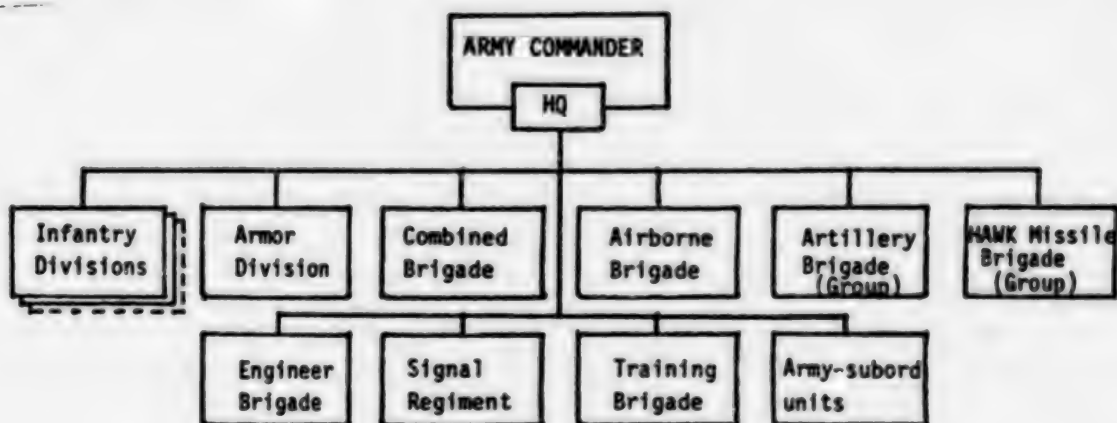 ARMY COMMANDER
HQ
Infantry
Divisions
Armor
Division
Combined
Brigade
Airborne
Brigade
Artillery
Brigade
(Group)
HAWK Missile
Brigade
(Group)
Engineer
Brigade
Signal
Regiment
Training
Brigade
Army-subord
units